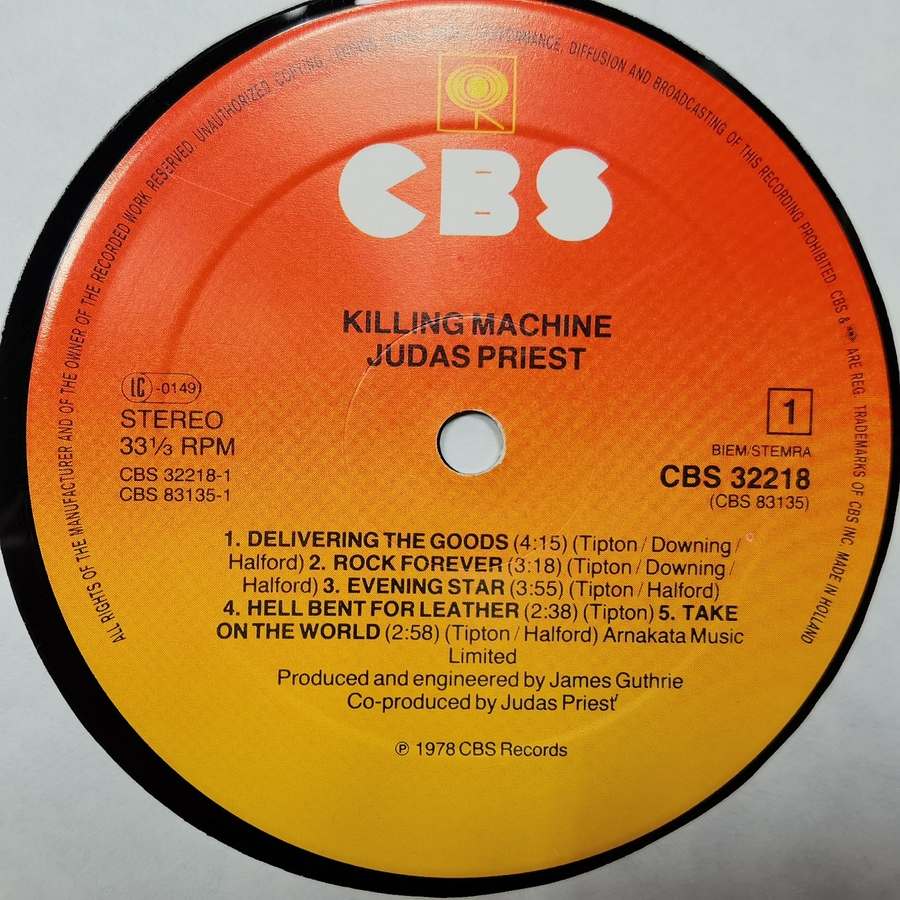 ALL RIGHTS OF THE MANUFACTURER AND OF THE OWNER OF THE RECORDED WORK RESERVED UNAUTHORIZED COPYING, PERFORMANCE, DIFFUSION AND BROADCASTING OF THIS RECORDING PROHIBITED CBS & ARE REG. TRADEMARKS OF CBS INC MADE IN HOLLAND
CBS
KILLING MACHINE
JUDAS PRIEST
LC -0149
STEREO
33⅓ RPM
CBS 32218-1
CBS 83135-1
1
BIEM/STEMRA
CBS 32218
(CBS 83135)
1. DELIVERING THE GOODS (4:15) (Tipton / Downing /
Halford) 2. ROCK FOREVER (3:18) (Tipton / Downing /
Halford) 3. EVENING STAR (3:55) (Tipton / Halford)
4. HELL BENT FOR LEATHER (2:38) (Tipton) 5. TAKE
ON THE WORLD (2:58) (Tipton / Halford) Arnakata Music
Limited
Produced and engineered by James Guthrie
Co-produced by Judas Priest
℗ 1978 CBS Records